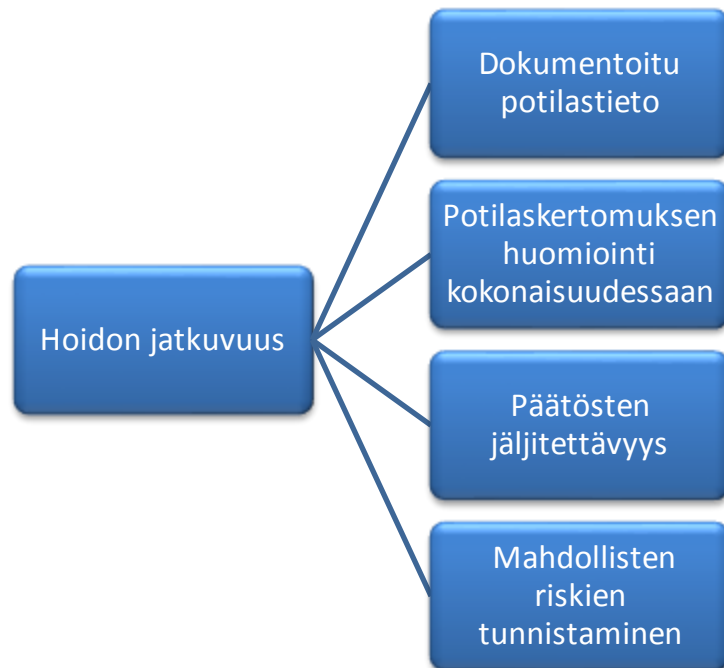 Dokumentoitu
potilastieto
Potilaskertomuksen
huomiointi
kokonaisuudessaan
Hoidon jatkuvuus
Päätösten
jäljitettävyys
Mahdollisten
riskien
tunnistaminen